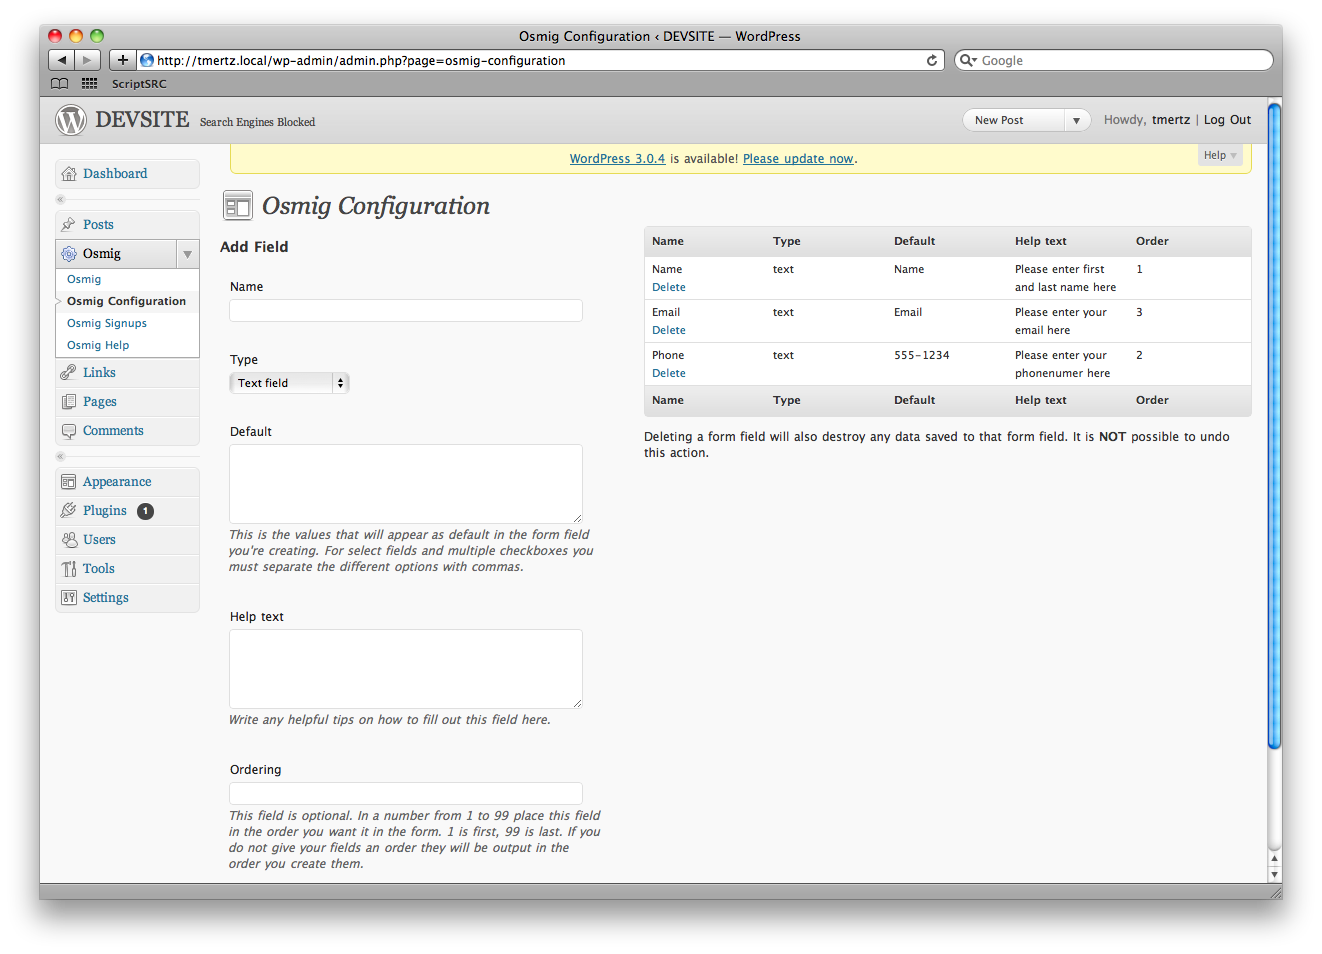 Osmig Configuration ‹ DEVSITE — WordPress
http://tmertz.local/wp-admin/admin.php?page=osmig-configuration
Google
ScriptSRC
DEVSITE Search Engines Blocked
New Post
Howdy, tmertz | Log Out
WordPress 3.0.4 is available! Please update now.
Help
Dashboard
Posts
Osmig
Osmig
Osmig Configuration
Osmig Signups
Osmig Help
Links
Pages
Comments
Appearance
Plugins 1
Users
Tools
Settings
Osmig Configuration
Add Field
Name
Type
Text field
Default
This is the values that will appear as default in the form field
you're creating. For select fields and multiple checkboxes you
must separate the different options with commas.
Help text
Write any helpful tips on how to fill out this field here.
Ordering
This field is optional. In a number from 1 to 99 place this field
in the order you want it in the form. 1 is first, 99 is last. If you
do not give your fields an order they will be output in the
order you create them.
Name Type Default Help text Order
Name text Name Please enter first 1
Delete and last name here
Email text Email Please enter your 3
Delete email here
Phone text 555-1234 Please enter your 2
Delete phonenumer here
Name Type Default Help text Order
Deleting a form field will also destroy any data saved to that form field. It is NOT possible to undo
this action.